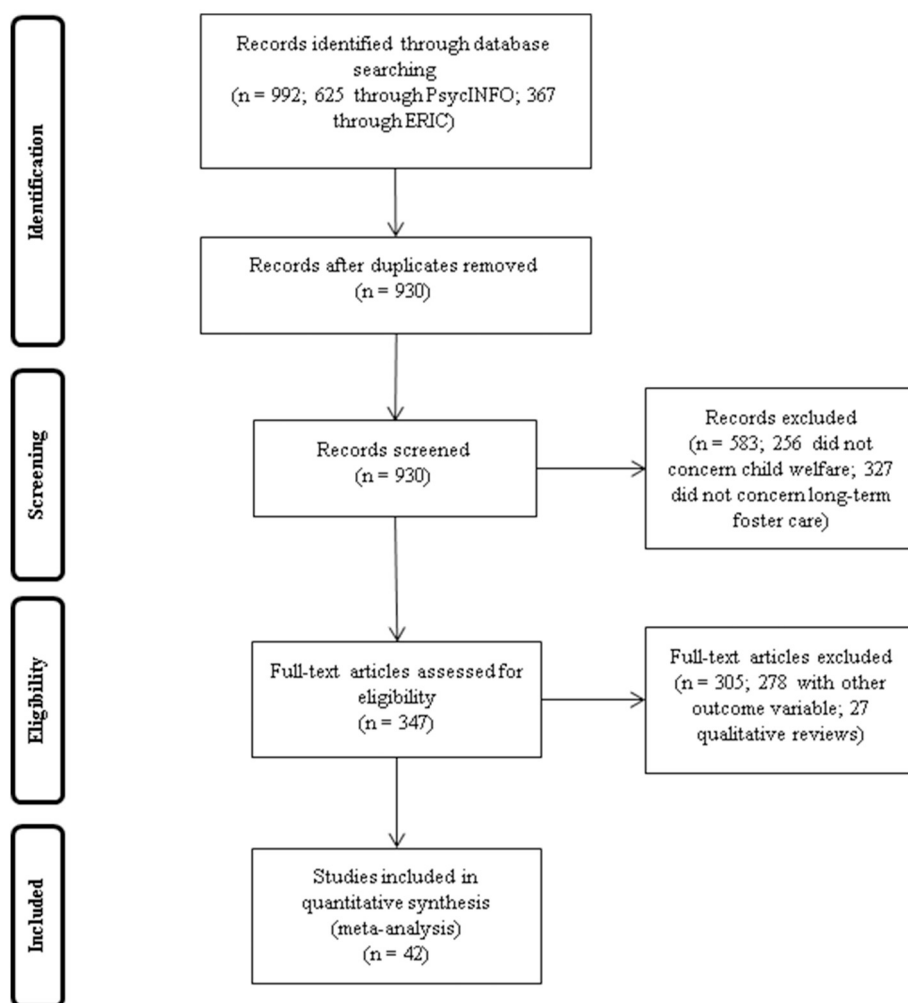 Identification
Records identified through database
searching
(n = 992; 625 through PsycINFO; 367
through ERIC)
Records after duplicates removed
(n = 930)
Screening
Records screened
(n = 930)
Records excluded
(n = 583; 256 did not
concern child welfare; 327
did not concern long-term
foster care)
Eligibility
Full-text articles assessed for
eligibility
(n = 347)
Full-text articles excluded
(n = 305; 278 with other
outcome variable; 27
qualitative reviews)
Included
Studies included in
quantitative synthesis
(meta-analysis)
(n = 42)